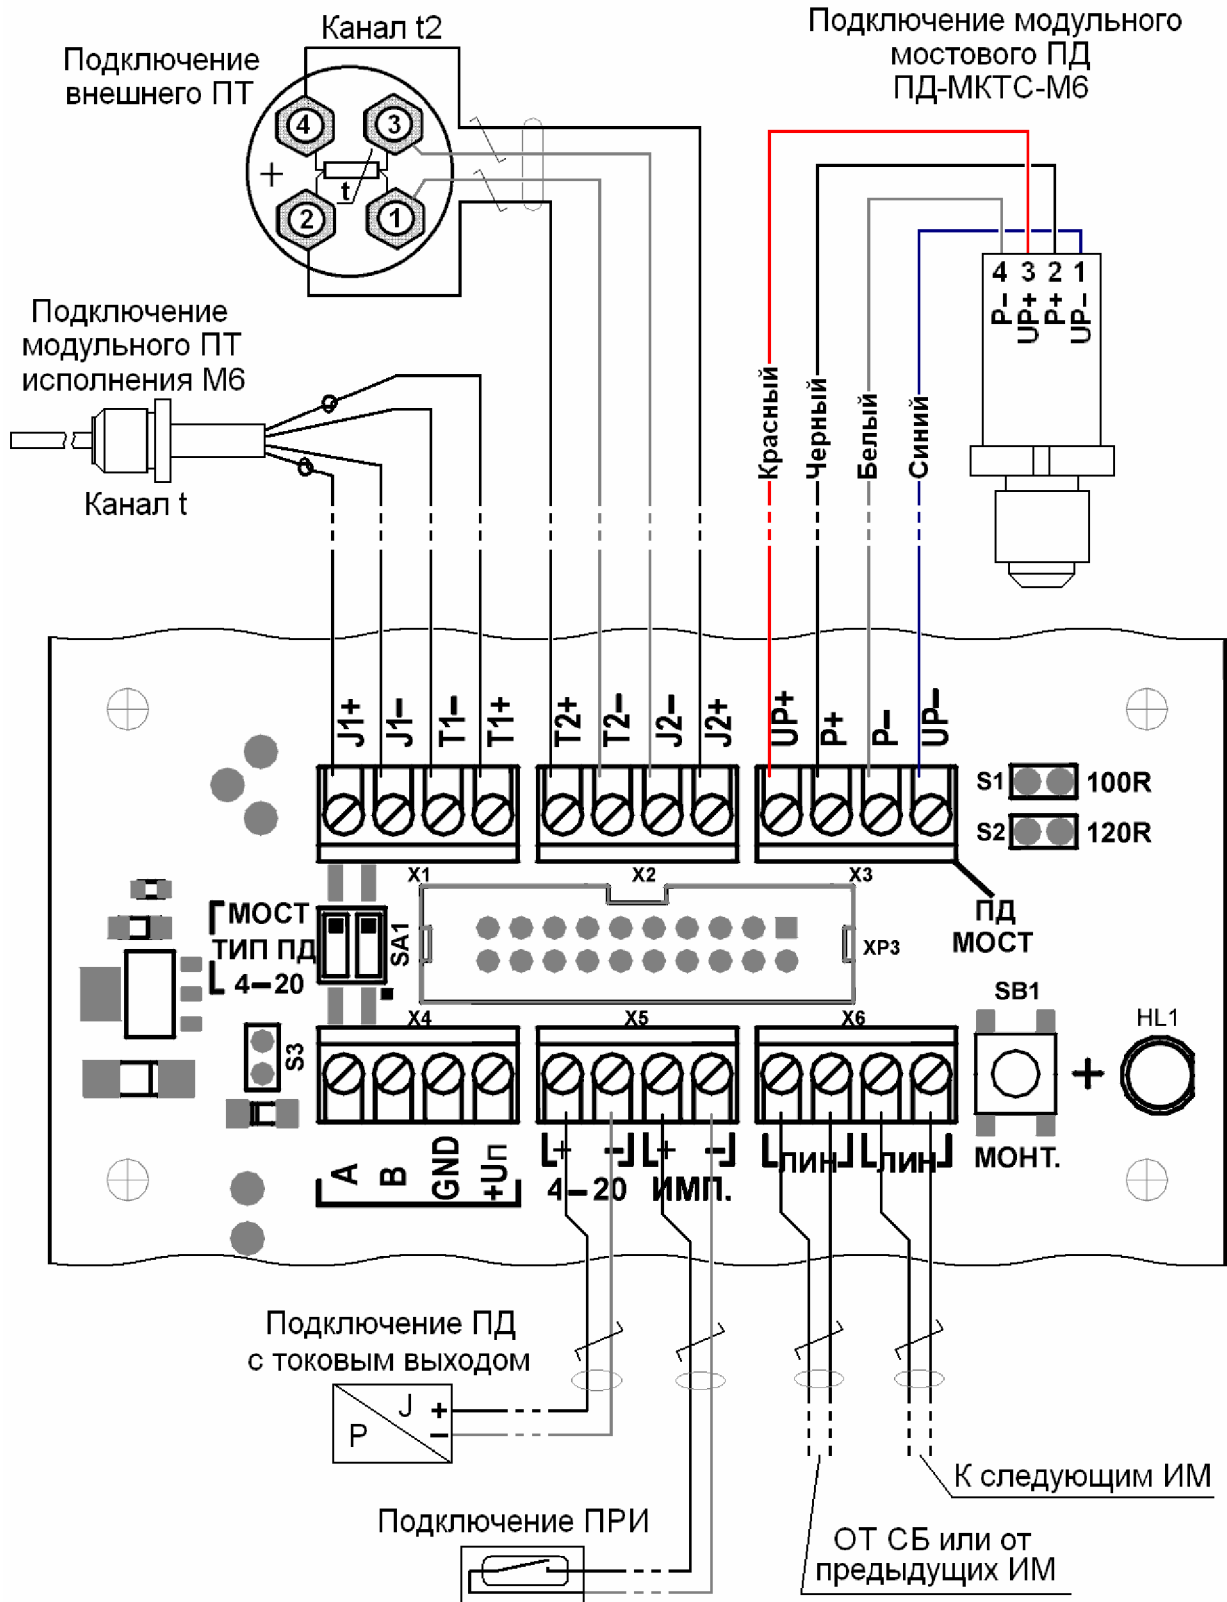 Канал t2
Подключение
внешнего ПТ
4
3
+
t
2
1
Подключение модульного
мостового ПД
ПД-МКТС-М6
4 3 2 1
P–
UP+
P+
UP–
Подключение
модульного ПТ
исполнения М6
Канал t
Красный
Черный
Белый
Синий
J1+
J1–
T1–
T1+
T2+
T2–
J2–
J2+
UP+
P+
P–
UP–
S1 100R
S2 120R
X1
X2
X3
ПД
МОСТ
МОСТ
ТИП ПД
4–20
SA1
XP3
SB1
HL1
X4
X5
X6
S3
+
МОНТ.
A
B
GND
+Uп
+ –
4–20
+ –
ИМП.
ЛИН
ЛИН
Подключение ПД
с токовым выходом
J +
P –
К следующим ИМ
Подключение ПРИ
ОТ СБ или от
предыдущих ИМ